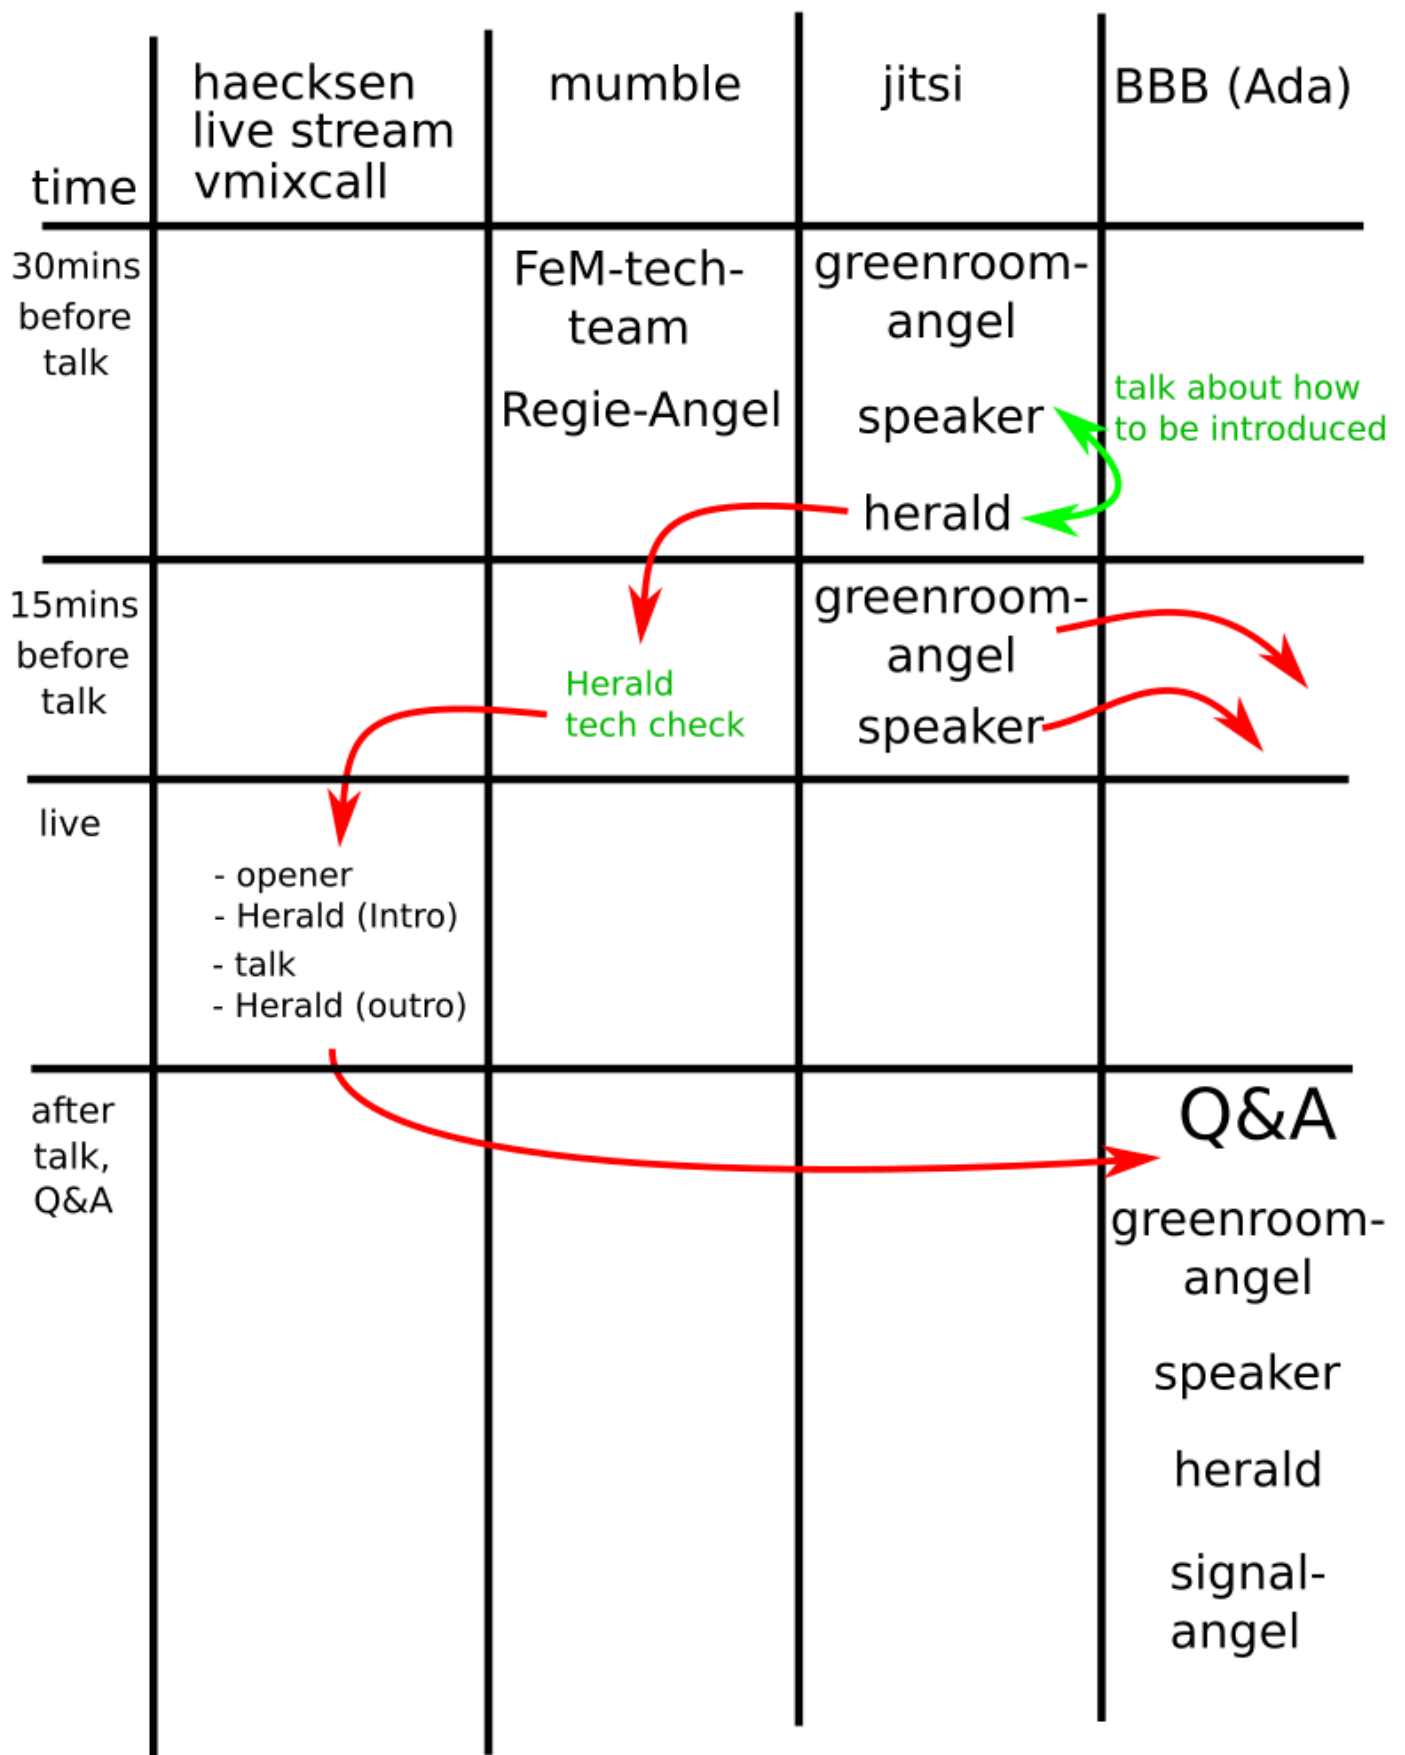 time
haecksen
live stream
vmixcall
mumble
jitsi
BBB (Ada)
30mins
before
talk
FeM-tech-
team
Regie-Angel
greenroom-
angel
speaker
herald
talk about how
to be introduced
15mins
before
talk
Herald
tech check
greenroom-
angel
speaker
live
- opener
- Herald (Intro)
- talk
- Herald (outro)
after
talk,
Q&A
Q&A
greenroom-
angel
speaker
herald
signal-
angel